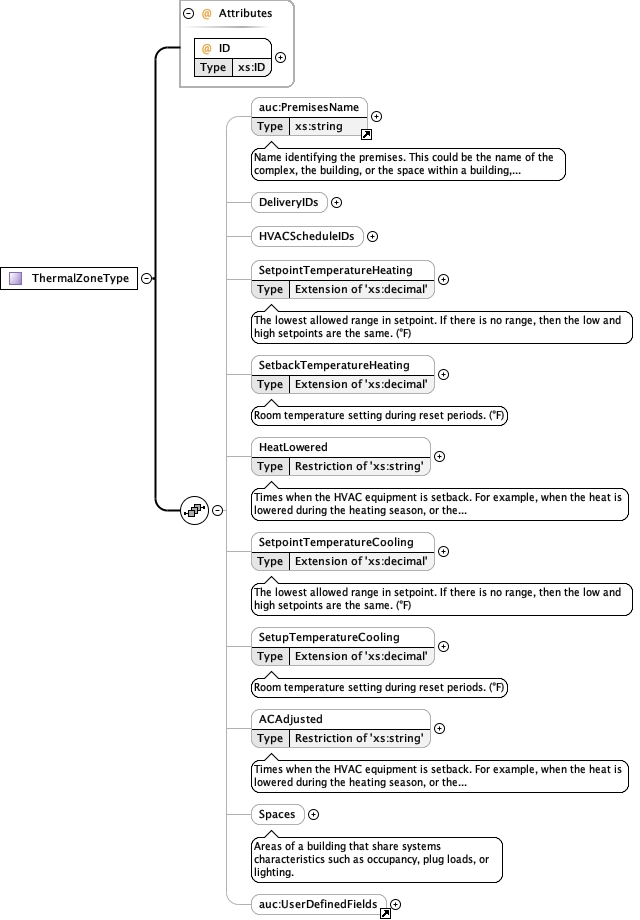 @ Attributes
@ ID
Type xs:ID
auc:PremisesName
Type xs:string
Name identifying the premises. This could be the name of the
complex, the building, or the space within a building,...
DeliveryIDs
HVACScheduleIDs
ThermalZoneType
SetpointTemperatureHeating
Type Extension of 'xs:decimal'
The lowest allowed range in setpoint. If there is no range, then the low and
high setpoints are the same. (°F)
SetbackTemperatureHeating
Type Extension of 'xs:decimal'
Room temperature setting during reset periods. (°F)
HeatLowered
Type Restriction of 'xs:string'
Times when the HVAC equipment is setback. For example, when the heat is
lowered during the heating season, or the...
SetpointTemperatureCooling
Type Extension of 'xs:decimal'
The lowest allowed range in setpoint. If there is no range, then the low and
high setpoints are the same. (°F)
SetupTemperatureCooling
Type Extension of 'xs:decimal'
Room temperature setting during reset periods. (°F)
ACAdjusted
Type Restriction of 'xs:string'
Times when the HVAC equipment is setback. For example, when the heat is
lowered during the heating season, or the...
Spaces
Areas of a building that share systems
characteristics such as occupancy, plug loads, or
lighting.
auc:UserDefinedFields